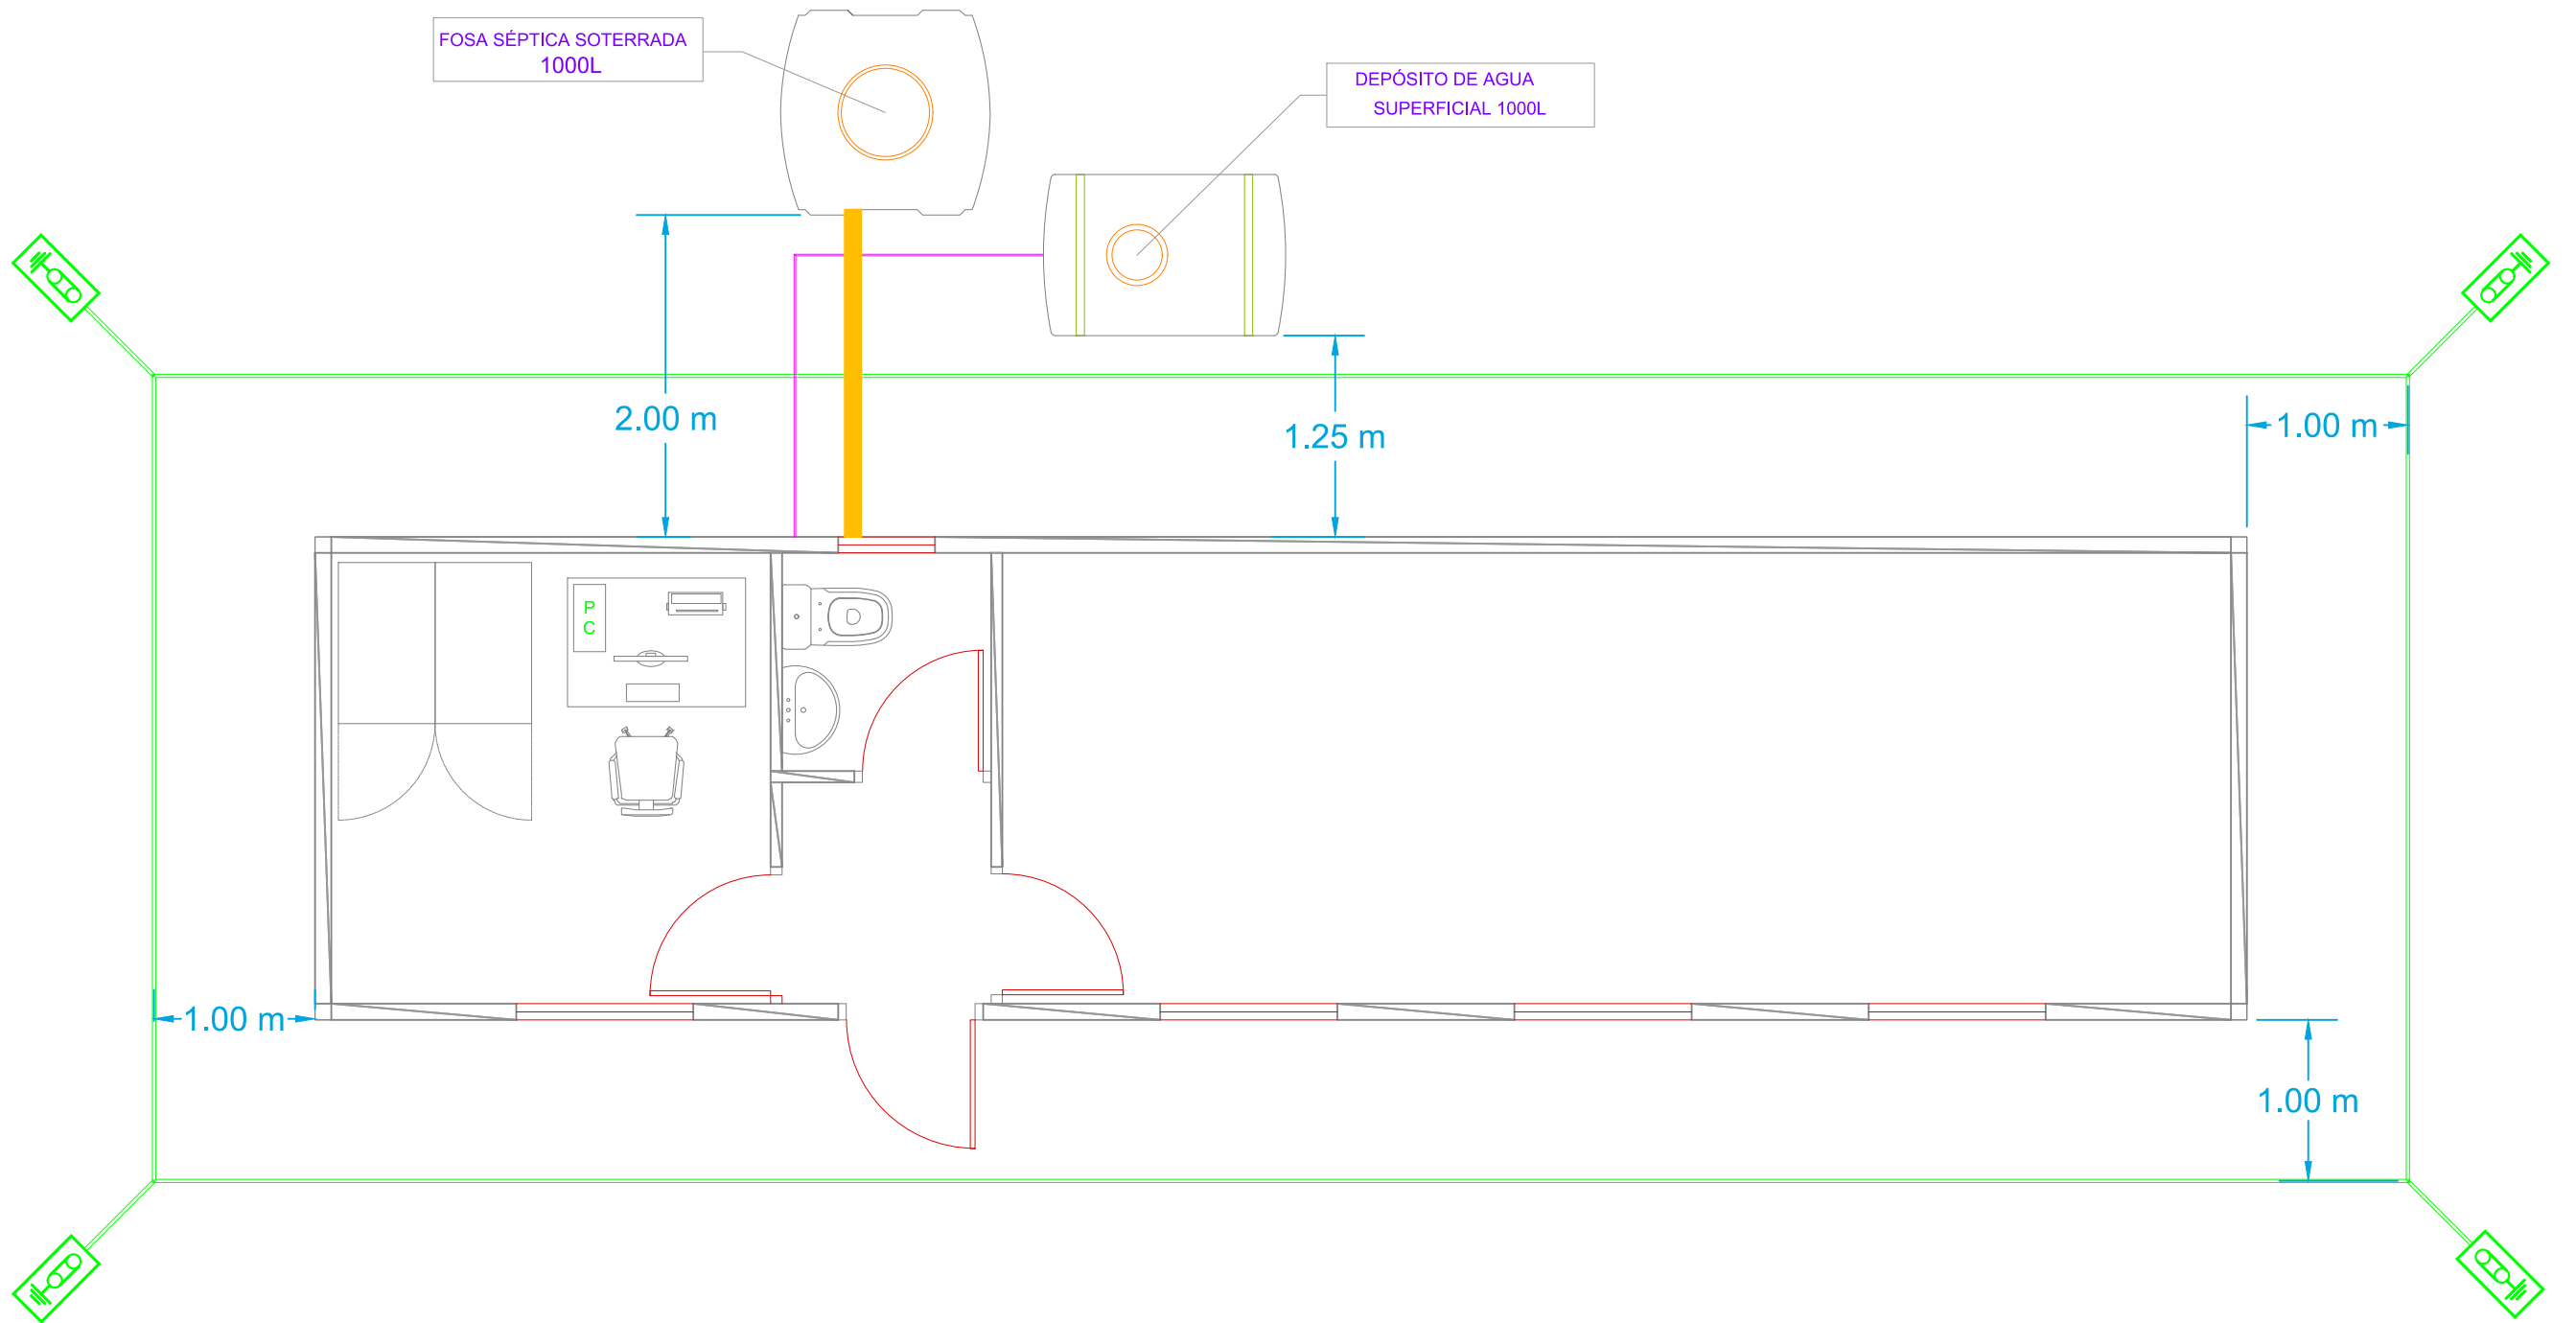 FOSA SÉPTICA SOTERRADA
1000L
DEPÓSITO DE AGUA
SUPERFICIAL 1000L
2.00 m
1.25 m
1.00 m
P
C
1.00 m
1.00 m